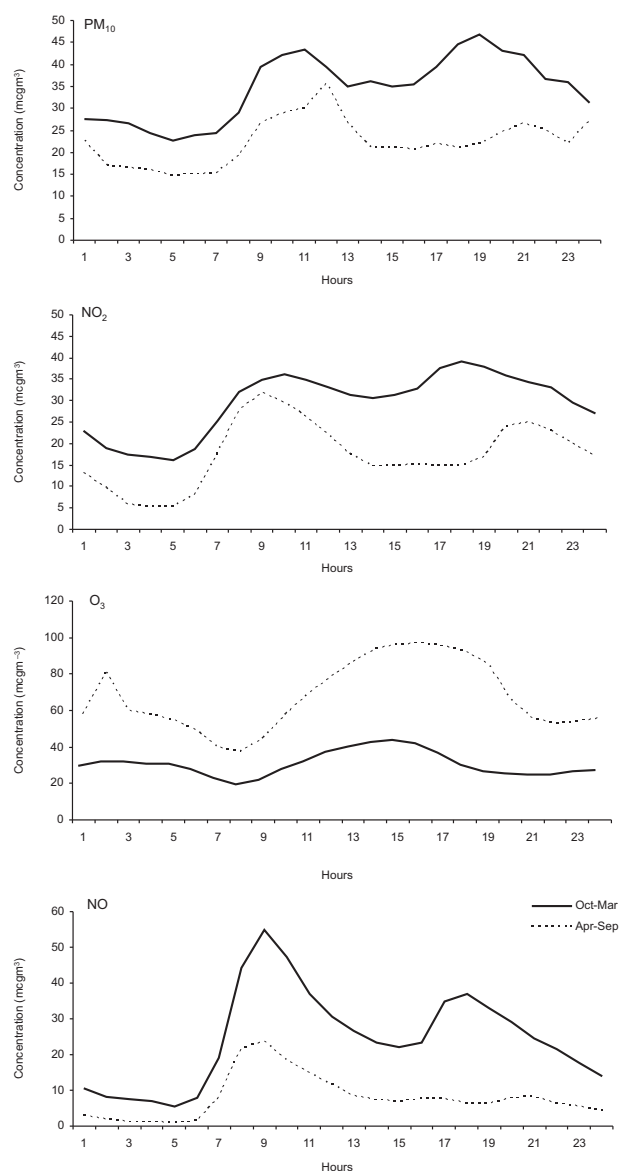 PM10
Concentration (mcgm³)
50
45
40
35
30
25
20
15
10
5
0
1 3 5 7 9 11 13 15 17 19 21 23
Hours
NO2
Concentration (mcgm³)
50
45
40
35
30
25
20
15
10
5
0
1 3 5 7 9 11 13 15 17 19 21 23
Hours
O3
Concentration (mcgm⁻³)
120
100
80
60
40
20
0
1 3 5 7 9 11 13 15 17 19 21 23
Hours
NO
Concentration (mcgm³)
60
50
40
30
20
10
0
1 3 5 7 9 11 13 15 17 19 21 23
Hours
Oct-Mar
Apr-Sep